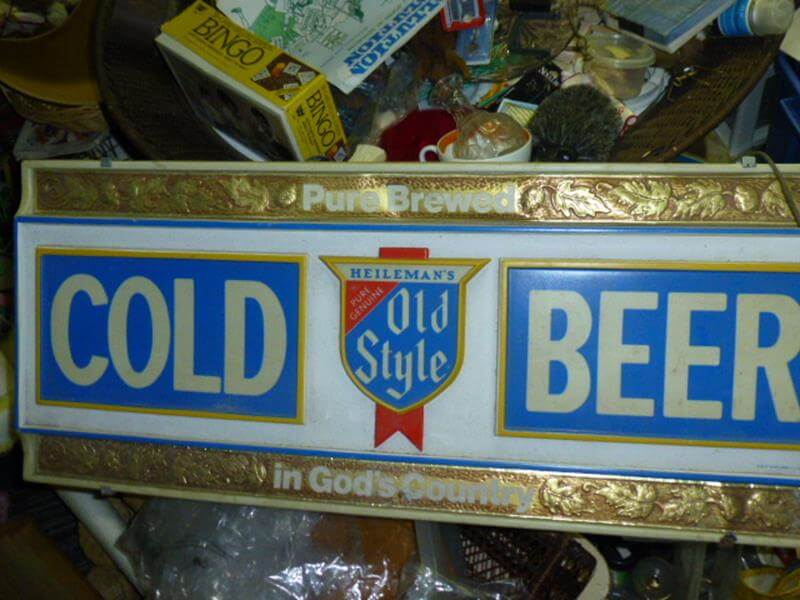 BINGO
BINGO
Pure Brewed
COLD
HEILEMAN'S
PURE
GENUINE
Old
Style
BEER
in God's Country